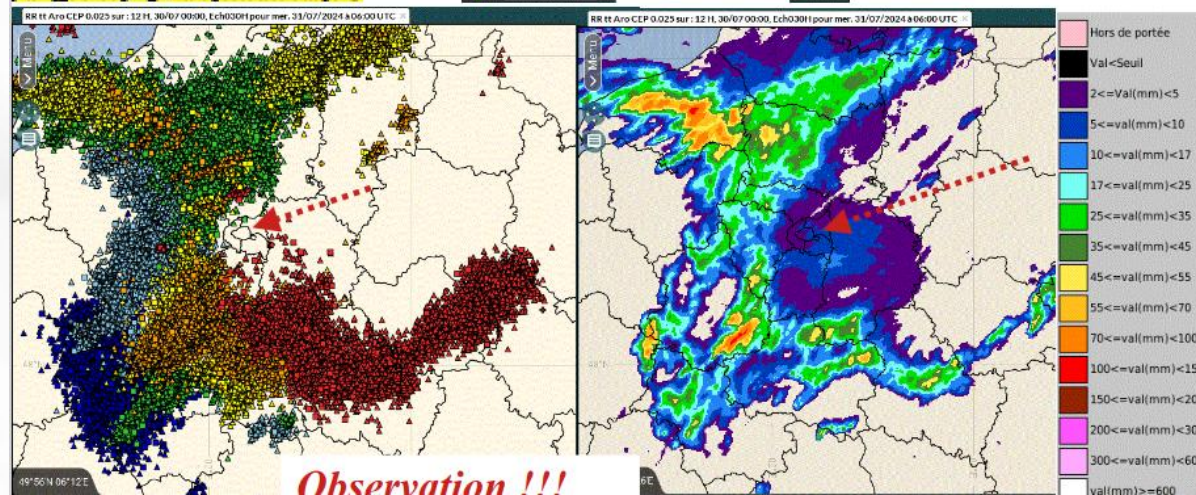 RR tt Aro CEP 0.025 sur : 12 H, 30/07 00:00, Ech030H pour mer. 31/07/2024 à 06:00 UTC ×
RR tt Aro CEP 0.025 sur : 12 H, 30/07 00:00, Ech030H pour mer. 31/07/2024 à 06:00 UTC ×
Menu
Menu
Hors de portée
Val<Seuil
2<=Val(mm)<5
5<=val(mm)<10
10<=val(mm)<17
17<=val(mm)<25
25<=val(mm)<35
35<=val(mm)<45
45<=val(mm)<55
55<=val(mm)<70
70<=val(mm)<100
100<=val(mm)<15
150<=val(mm)<20
200<=val(mm)<30
300<=val(mm)<60
val(mm)>=600
49°56N 06°12E
Observation !!!